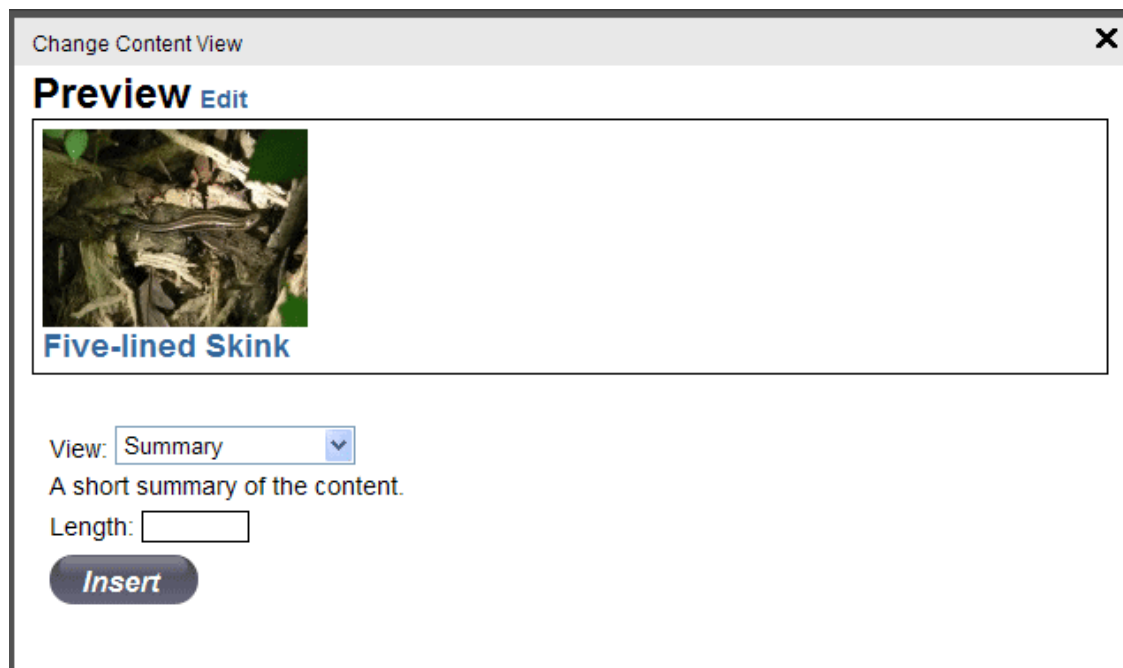 Change Content View
Preview Edit
Five-lined Skink
View: Summary
A short summary of the content.
Length:
Insert